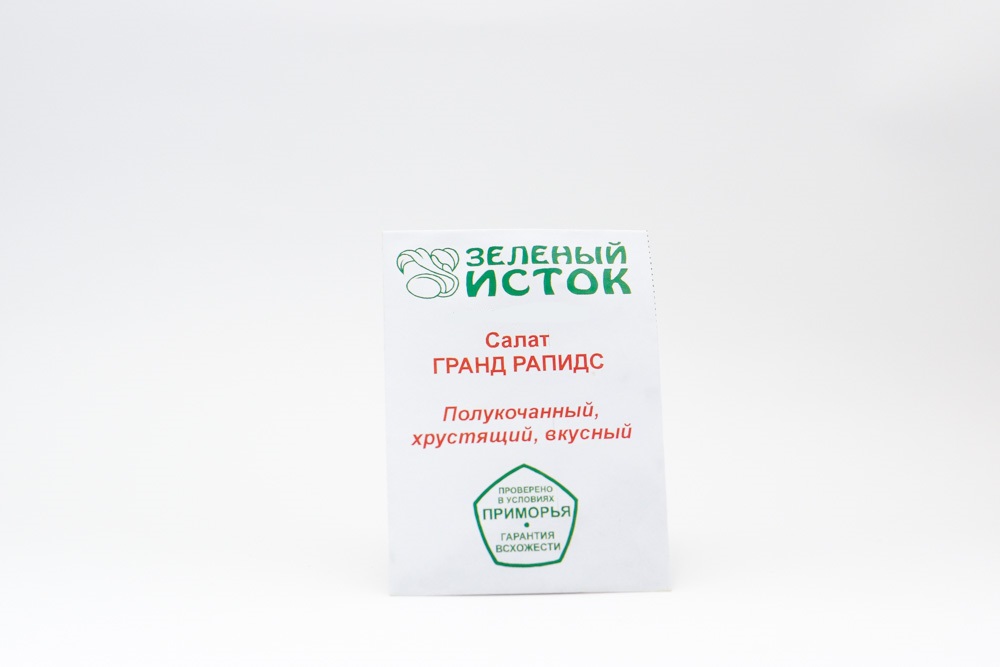 ЗЕЛЕНЫЙ
ИСТОК
Салат
ГРАНД РАПИДС
Полукочанный,
хрустящий, вкусный
ПРОВЕРЕНО
В УСЛОВИЯХ
ПРИМОРЬЯ
•
ГАРАНТИЯ
ВСХОЖЕСТИ